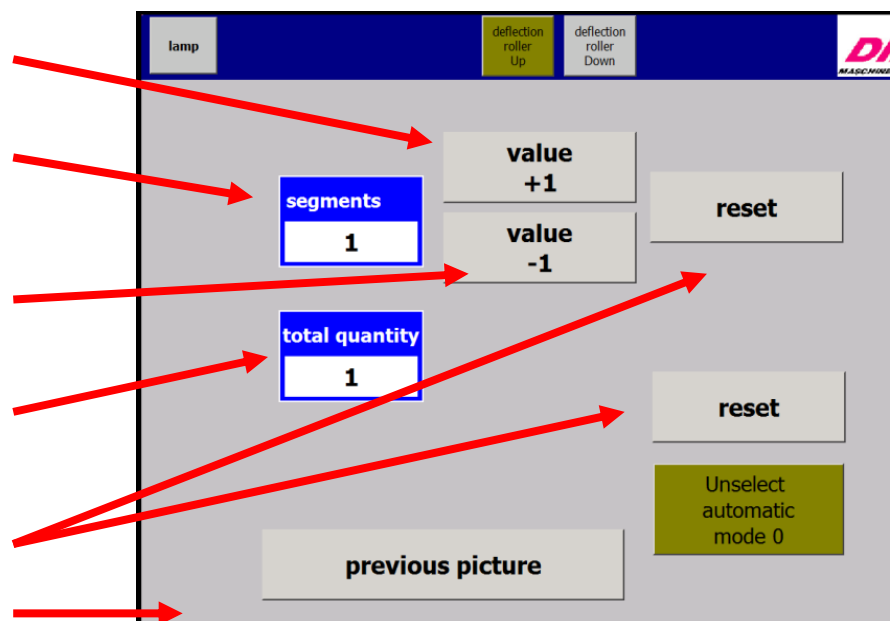 lamp
deflection
roller
Up
deflection
roller
Down
MASCHINE
value
+1
segments
1
value
-1
reset
total quantity
1
reset
Unselect
automatic
mode 0
previous picture